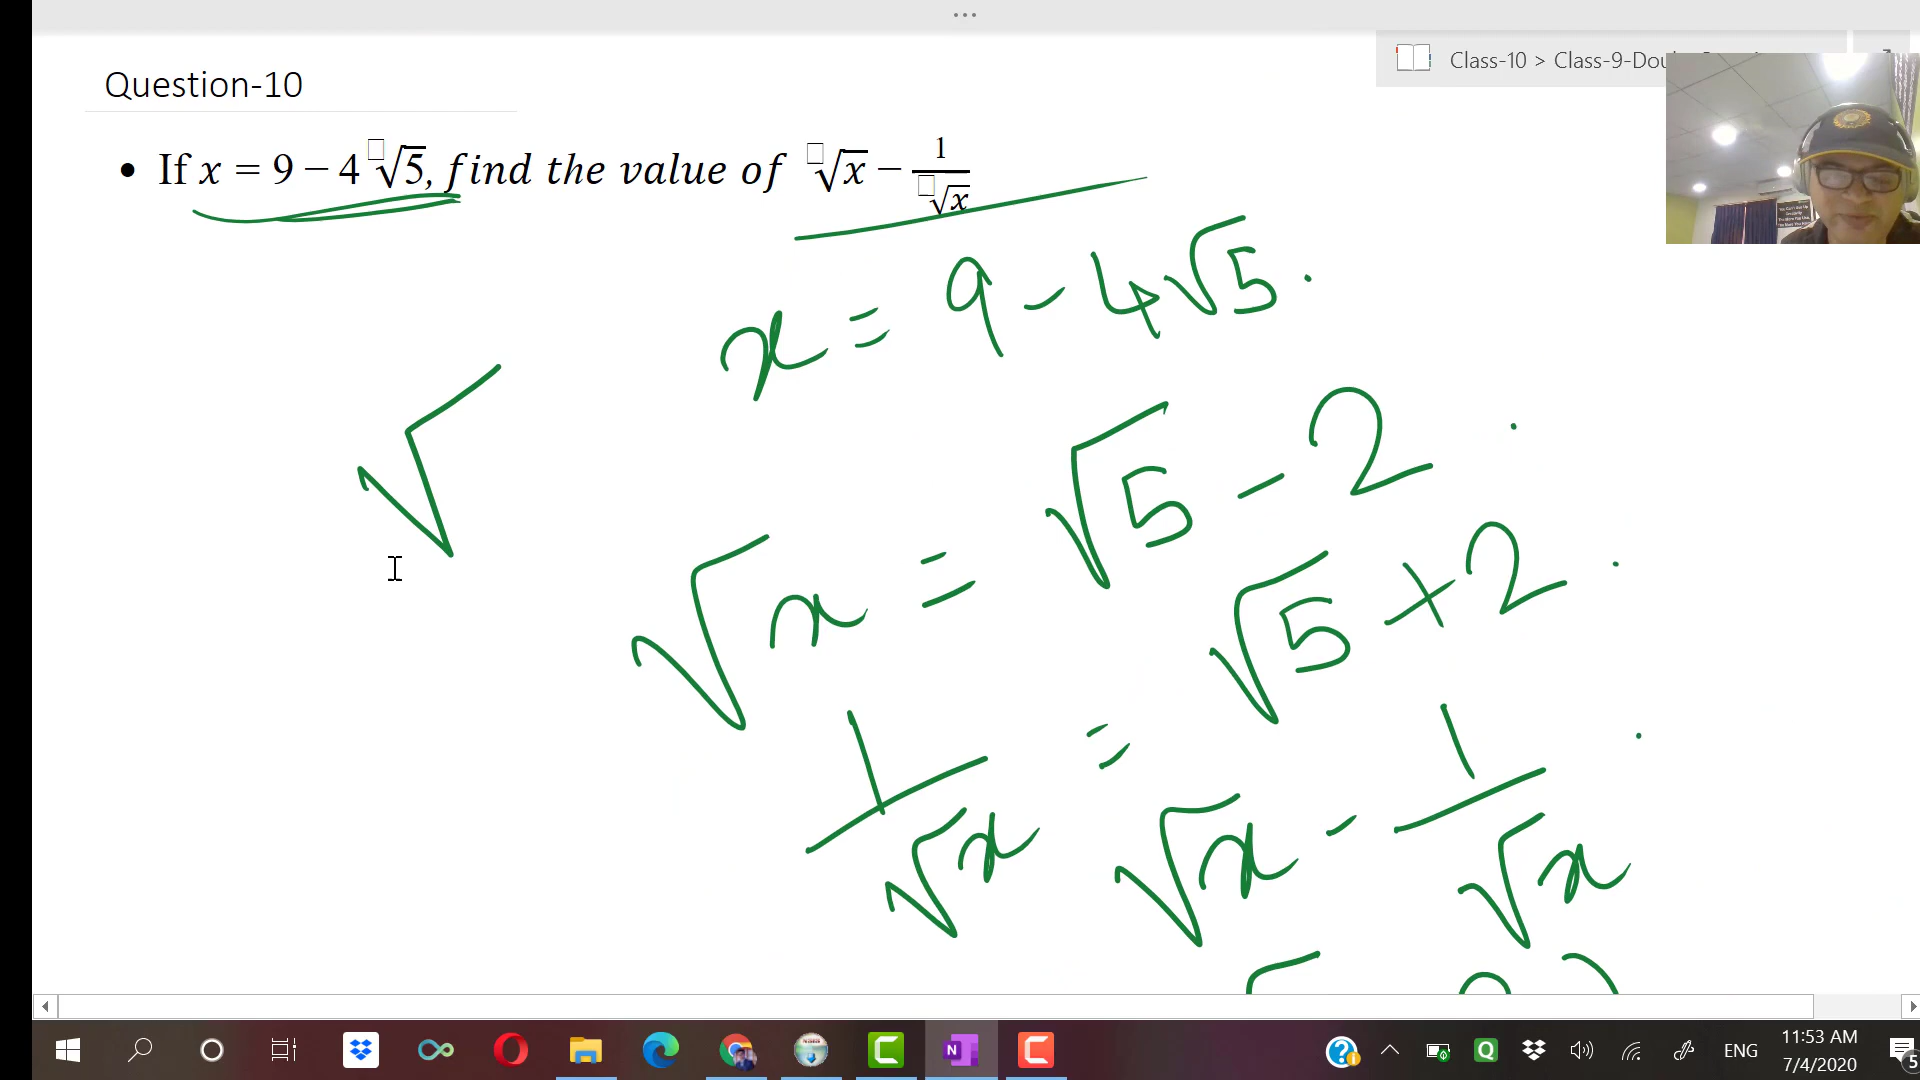 Class-10 > Class-9-Dou
Question-10
• If x = 9 − 4√5, find the value of √x − 1/√x
x = 9 - 4√5.
√
√x = √5 - 2
1/√x = √5 + 2
√x - 1/√x
ENG
11:53 AM
7/4/2020
5